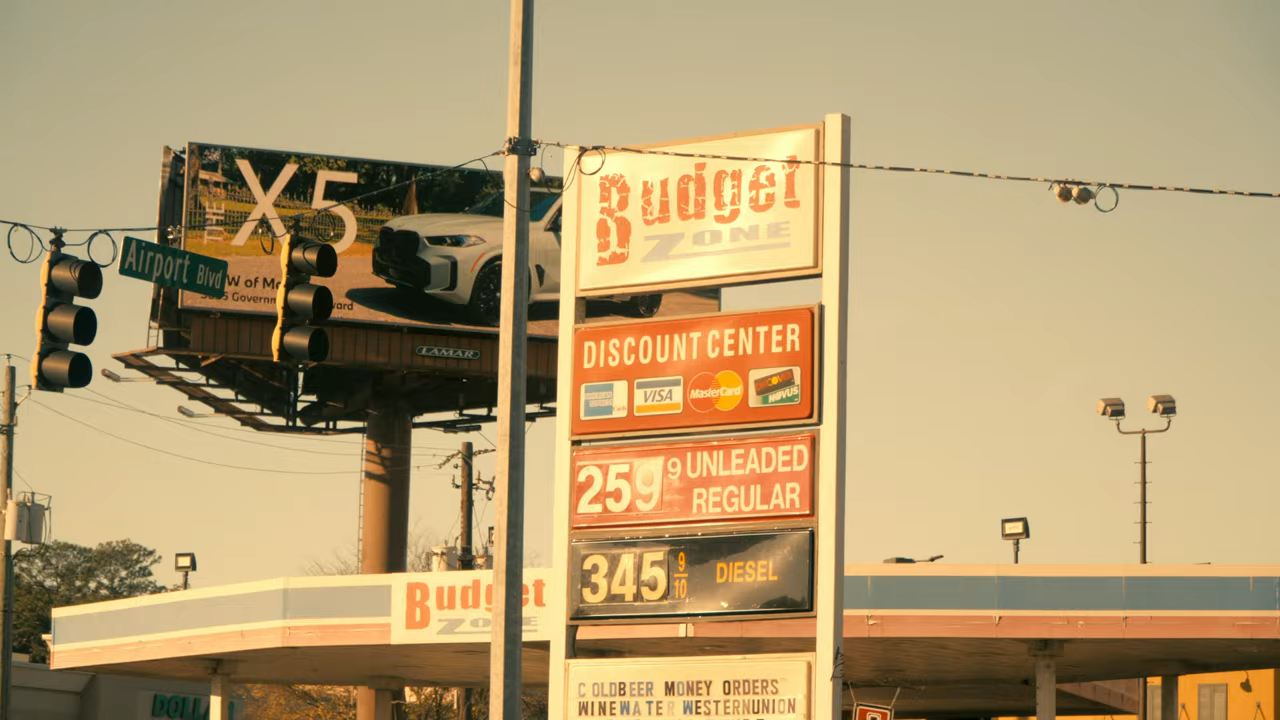 THE
X5
Airport Blvd
LAMAR
Budget
ZONE
DISCOUNT CENTER
VISA
MasterCard
NOVUS
259 9 UNLEADED
REGULAR
345 9/10 DIESEL
Budget
ZONE
COLDBEER MONEY ORDERS
WINEWATER WESTERNUNION